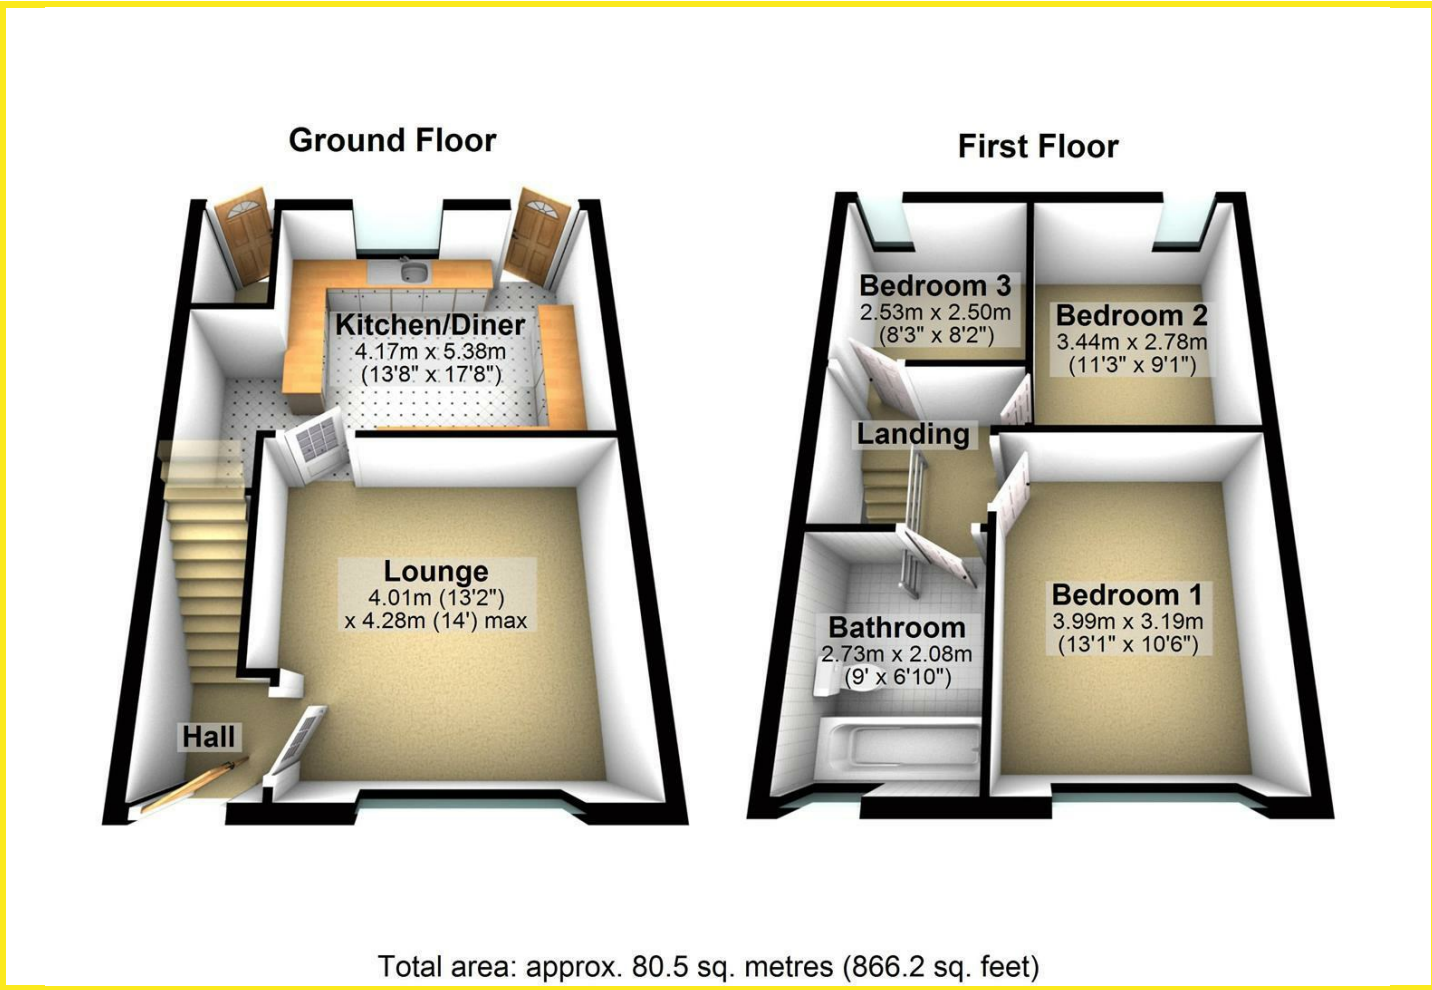 Ground Floor
Kitchen/Diner
4.17m x 5.38m
(13'8" x 17'8")
Lounge
4.01m (13'2")
x 4.28m (14') max
Hall
First Floor
Bedroom 3
2.53m x 2.50m
(8'3" x 8'2")
Bedroom 2
3.44m x 2.78m
(11'3" x 9'1")
Landing
Bathroom
2.73m x 2.08m
(9' x 6'10")
Bedroom 1
3.99m x 3.19m
(13'1" x 10'6")
Total area: approx. 80.5 sq. metres (866.2 sq. feet)